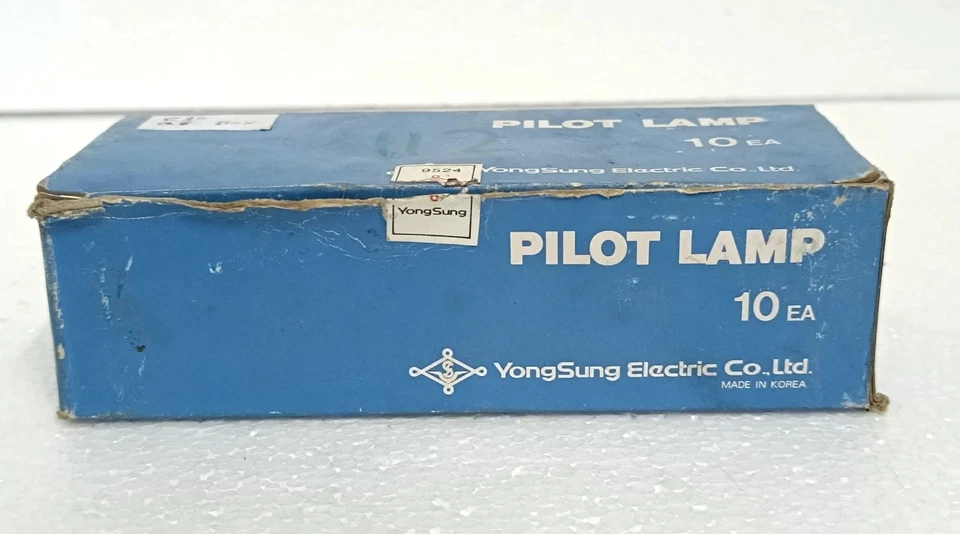 PILOT LAMP
10 EA
YongSung Electric Co., Ltd.
9524
YongSung
PILOT LAMP
10 EA
YongSung Electric Co., Ltd.
MADE IN KOREA